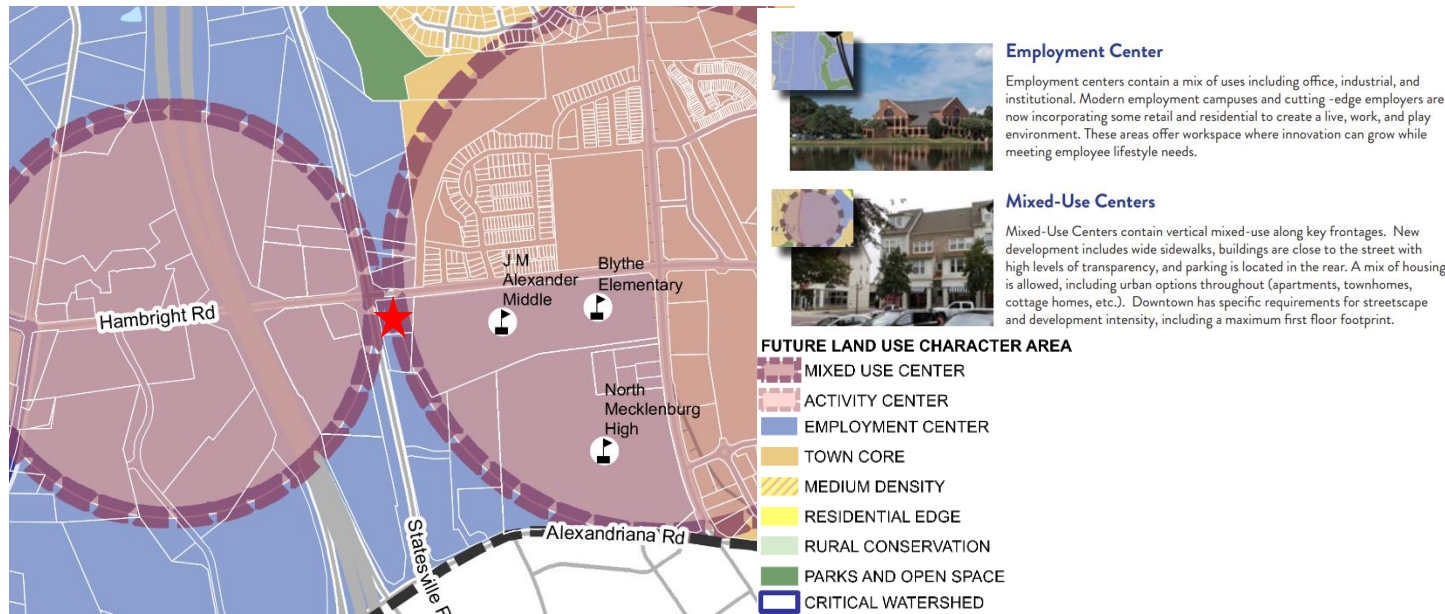 Hambright Rd
J M
Alexander
Middle
Blythe
Elementary
North
Mecklenburg
High
Alexandriana Rd
Statesville R
Employment Center
Employment centers contain a mix of uses including office, industrial, and
institutional. Modern employment campuses and cutting -edge employers are
now incorporating some retail and residential to create a live, work, and play
environment. These areas offer workspace where innovation can grow while
meeting employee lifestyle needs.
Mixed-Use Centers
Mixed-Use Centers contain vertical mixed-use along key frontages. New
development includes wide sidewalks, buildings are close to the street with
high levels of transparency, and parking is located in the rear. A mix of housing
is allowed, including urban options throughout (apartments, townhomes,
cottage homes, etc.). Downtown has specific requirements for streetscape
and development intensity, including a maximum first floor footprint.
FUTURE LAND USE CHARACTER AREA
MIXED USE CENTER
ACTIVITY CENTER
EMPLOYMENT CENTER
TOWN CORE
MEDIUM DENSITY
RESIDENTIAL EDGE
RURAL CONSERVATION
PARKS AND OPEN SPACE
CRITICAL WATERSHED